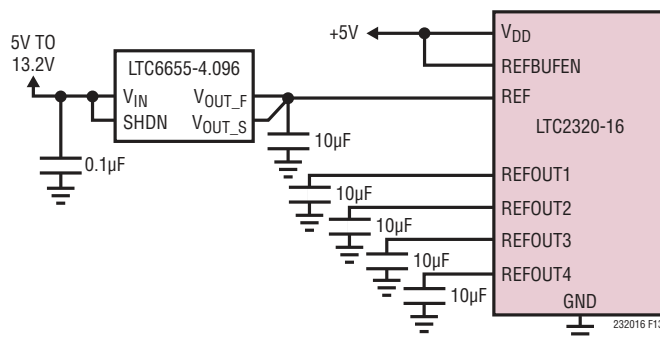 5V TO
13.2V
LTC6655-4.096
VIN
SHDN
VOUT_F
VOUT_S
0.1µF
10µF
+5V
VDD
REFBUFEN
REF
LTC2320-16
REFOUT1
10µF
REFOUT2
10µF
REFOUT3
10µF
REFOUT4
10µF
GND
232016 F13